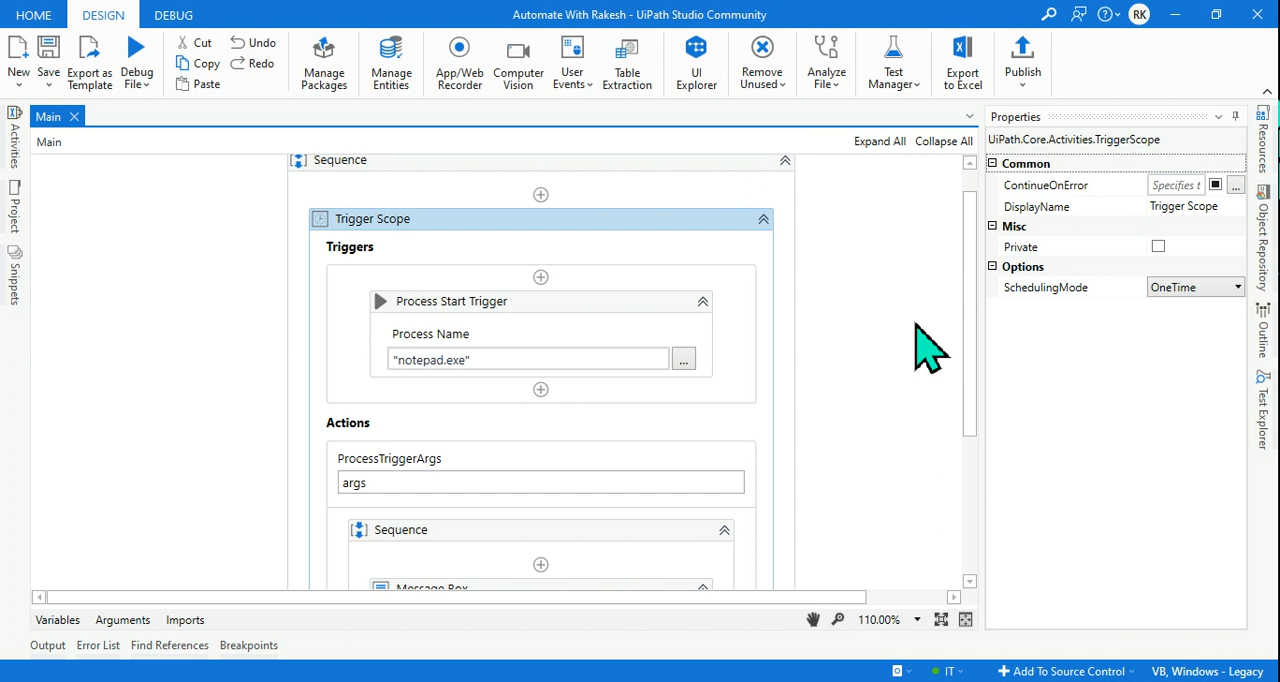 HOME
DESIGN
DEBUG
Automate With Rakesh - UiPath Studio Community
RK
New
Save
Export as Template
Debug File
Cut
Copy
Paste
Undo
Redo
Manage Packages
Manage Entities
App/Web Recorder
Computer Vision
User Events
Table Extraction
UI Explorer
Remove Unused
Analyze File
Test Manager
Export to Excel
Publish
Activities
Project
Snippets
Main
Main
Expand All
Collapse All
Sequence
Trigger Scope
Triggers
Process Start Trigger
Process Name
"notepad.exe"
...
Actions
ProcessTriggerArgs
args
Sequence
Message Box
Properties
UiPath.Core.Activities.TriggerScope
Common
ContinueOnError
Specifies t
...
DisplayName
Trigger Scope
Misc
Private
Options
SchedulingMode
OneTime
Resources
Object Repository
Outline
Test Explorer
Variables
Arguments
Imports
110.00%
Output
Error List
Find References
Breakpoints
IT
Add To Source Control
VB, Windows - Legacy